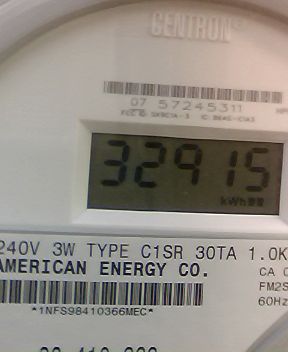 CENTRON
07 57245311
32915
kWh
240V 3W TYPE C1SR 30TA 1.0K
AMERICAN ENERGY CO.
CA 0
FM2S
60Hz
*1NFS98410366MEC*